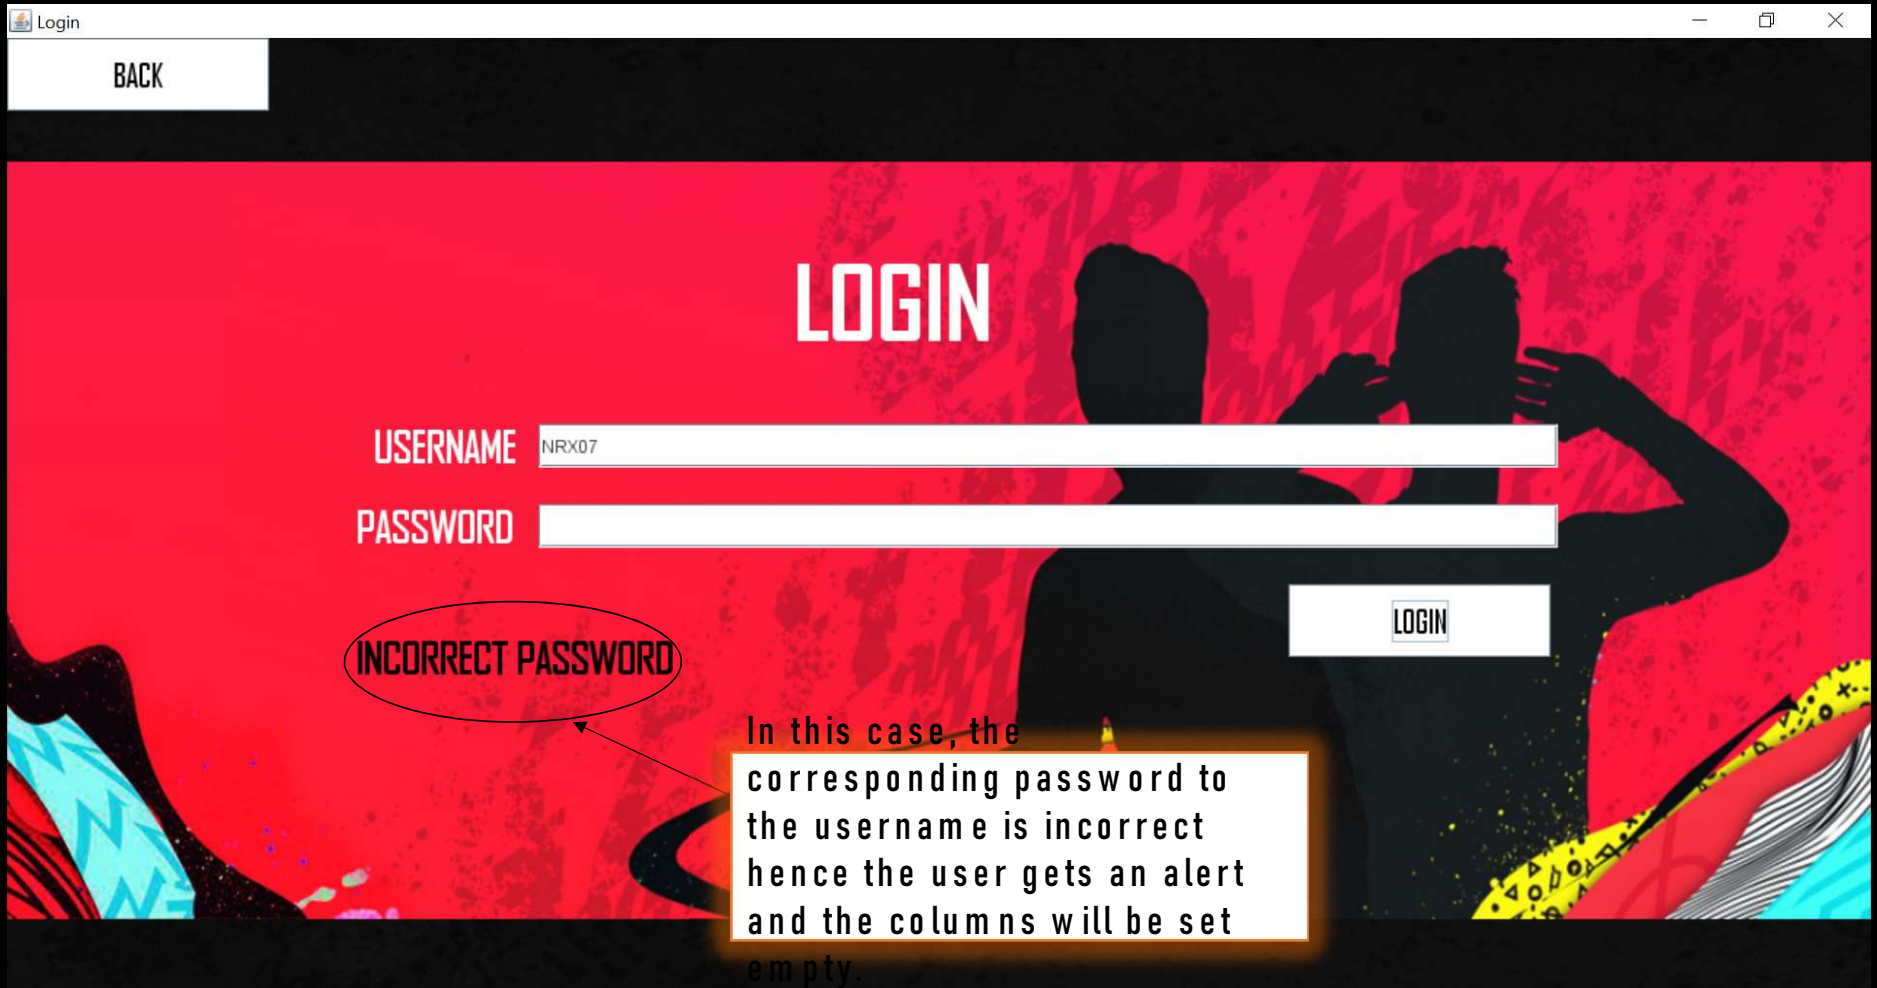 Login
BACK
LOGIN
USERNAME NRX07
PASSWORD
LOGIN
INCORRECT PASSWORD
In this case, the
corresponding password to
the username is incorrect
hence the user gets an alert
and the columns will be set
empty.